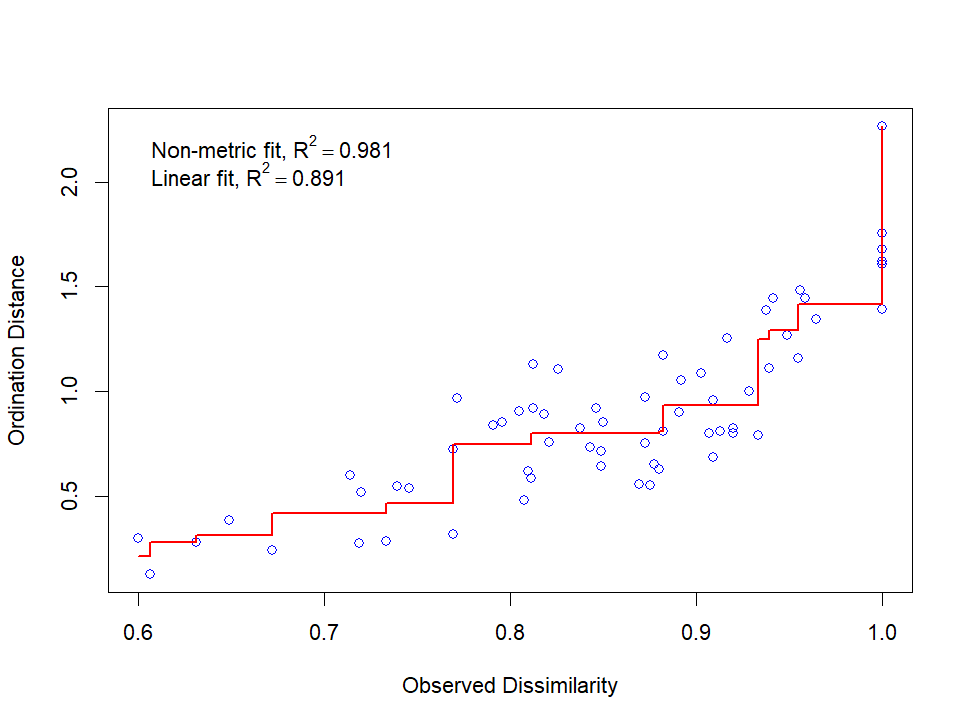 Non-metric fit, R² = 0.981
Linear fit, R² = 0.891
2.0
1.5
1.0
0.5
Ordination Distance
0.6 0.7 0.8 0.9 1.0
Observed Dissimilarity